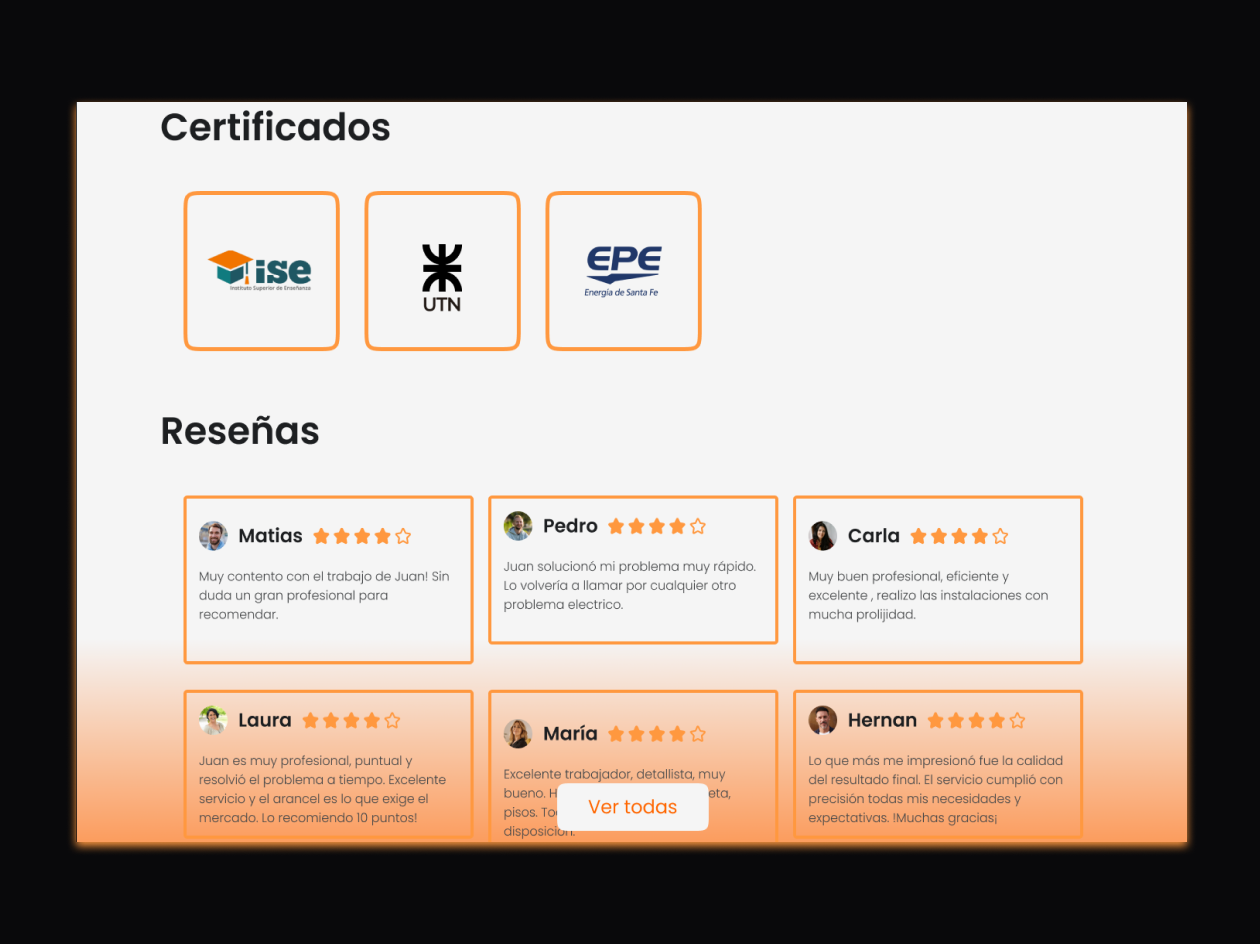 Certificados
ise
Instituto Superior de Enseñanza
UTN
EPE
Energía de Santa Fe
Reseñas
Matias
Muy contento con el trabajo de Juan! Sin
duda un gran profesional para
recomendar.
Pedro
Juan solucionó mi problema muy rápido.
Lo volvería a llamar por cualquier otro
problema electrico.
Carla
Muy buen profesional, eficiente y
excelente , realizo las instalaciones con
mucha prolijidad.
Laura
Juan es muy profesional, puntual y
resolvió el problema a tiempo. Excelente
servicio y el arancel es lo que exige el
mercado. Lo recomiendo 10 puntos!
María
Excelente trabajador, detallista, muy
bueno.
pisos.
disposición.
Hernan
Lo que más me impresionó fue la calidad
del resultado final. El servicio cumplió con
precisión todas mis necesidades y
expectativas. !Muchas gracias¡
Ver todas